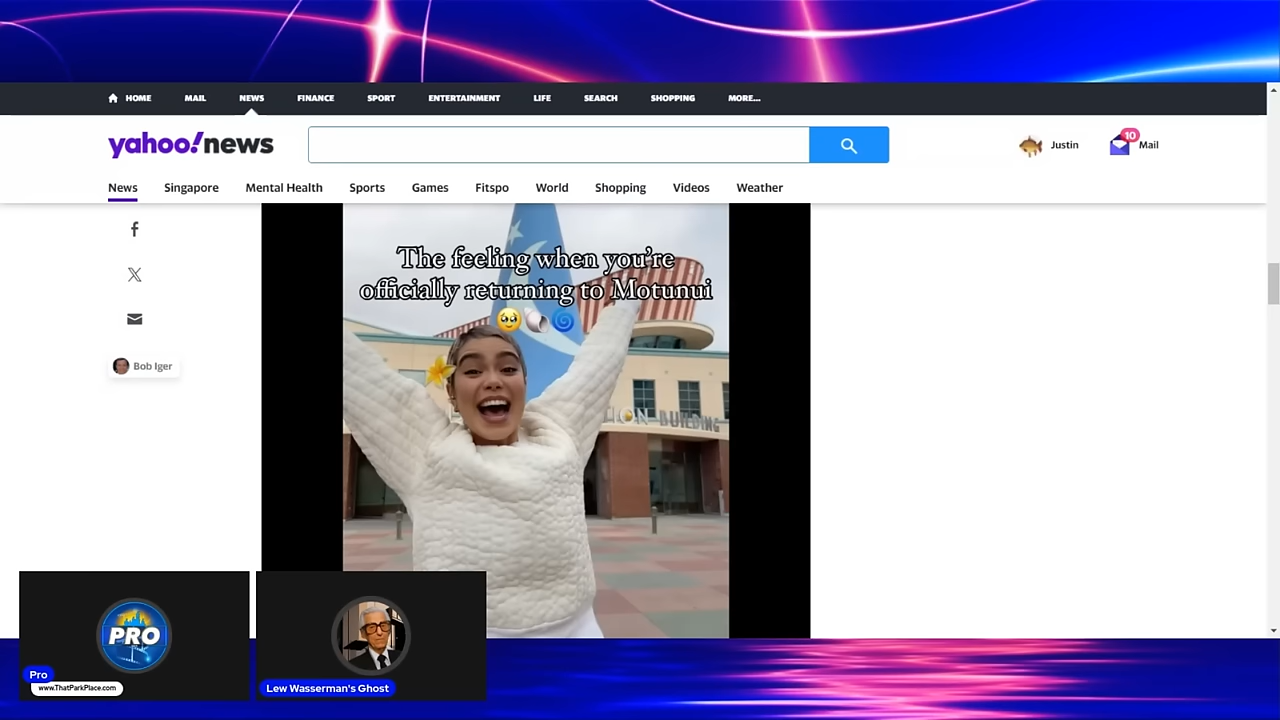 HOME MAIL NEWS FINANCE SPORT ENTERTAINMENT LIFE SEARCH SHOPPING MORE...
yahoo!news
Justin
10
Mail
News Singapore Mental Health Sports Games Fitspo World Shopping Videos Weather
The feeling when you're
officially returning to Motunui
Bob Iger
BUILDING
PRO
Pro
www.ThatParkPlace.com
Lew Wasserman's Ghost